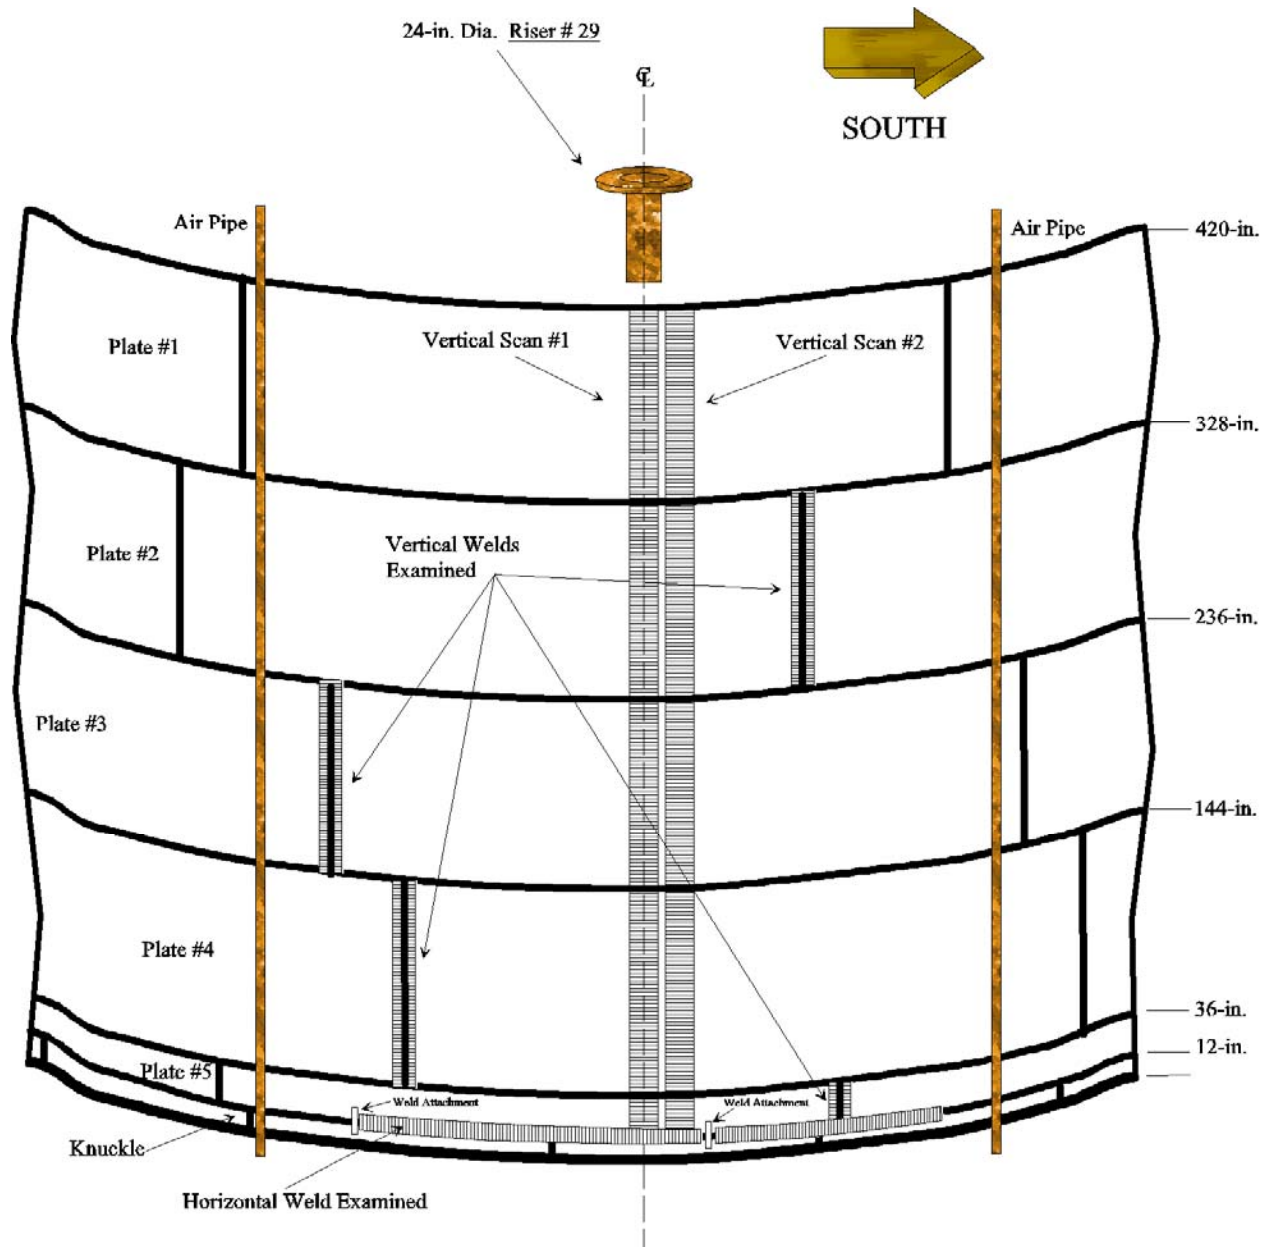 24-in. Dia. Riser # 29
℄
SOUTH
Air Pipe
Air Pipe
420-in.
Plate #1
Vertical Scan #1
Vertical Scan #2
328-in.
Plate #2
Vertical Welds
Examined
236-in.
Plate #3
144-in.
Plate #4
36-in.
12-in.
Plate #5
Weld Attachment
Weld Attachment
Knuckle
Horizontal Weld Examined